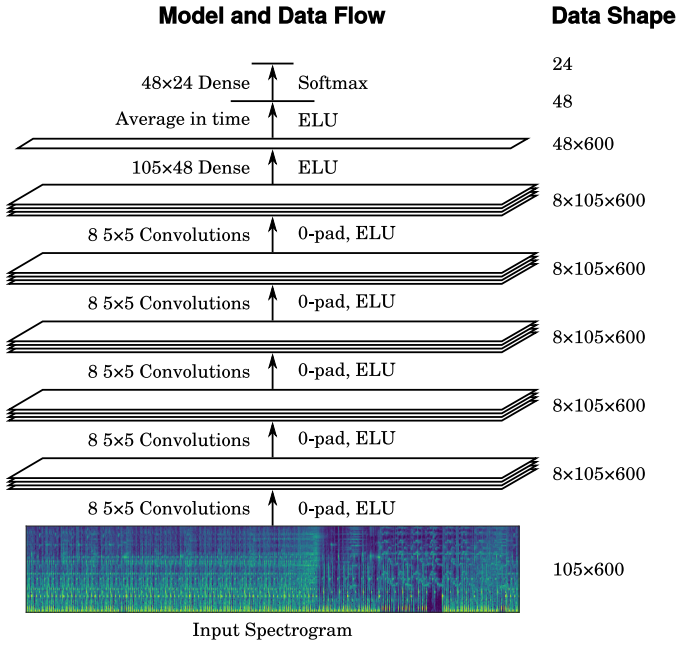 Model and Data Flow Data Shape
24
48×24 Dense Softmax
48
Average in time ELU
48×600
105×48 Dense ELU
8×105×600
8 5×5 Convolutions 0-pad, ELU
8×105×600
8 5×5 Convolutions 0-pad, ELU
8×105×600
8 5×5 Convolutions 0-pad, ELU
8×105×600
8 5×5 Convolutions 0-pad, ELU
8×105×600
8 5×5 Convolutions 0-pad, ELU
105×600
Input Spectrogram